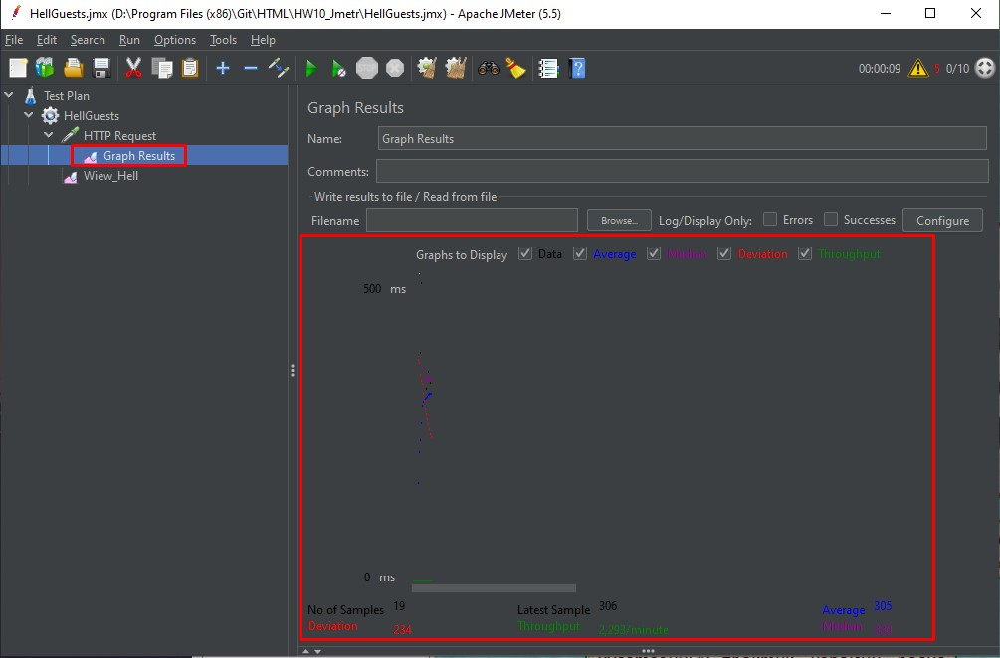 HellGuests.jmx (D:\Program Files (x86)\Git\HTML\HW10_Jmetr\HellGuests.jmx) - Apache JMeter (5.5)
File Edit Search Run Options Tools Help
STOP 00:00:09 5 0/10
Test Plan
HellGuests
HTTP Request
Graph Results
Wiew_Hell
Graph Results
Name: Graph Results
Comments:
Write results to file / Read from file
Filename Browse... Log/Display Only: Errors Successes Configure
Graphs to Display Data Average Median Deviation Throughput
500 ms
0 ms
No of Samples 19 Latest Sample 306 Average 305
Deviation 234 Throughput 2,293/minute Median